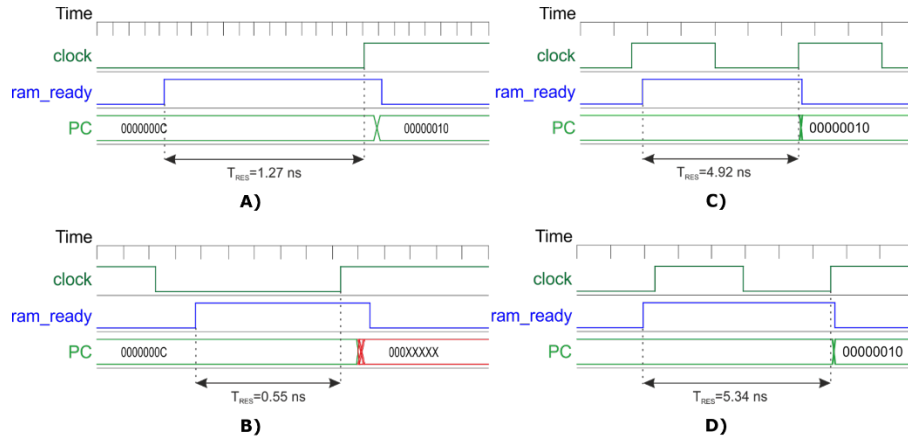 Time
clock
ram_ready
PC
0000000C
00000010
TRES=1.27 ns
A)
Time
clock
ram_ready
PC
00000010
TRES=4.92 ns
C)
Time
clock
ram_ready
PC
0000000C
000XXXXX
TRES=0.55 ns
B)
Time
clock
ram_ready
PC
00000010
TRES=5.34 ns
D)